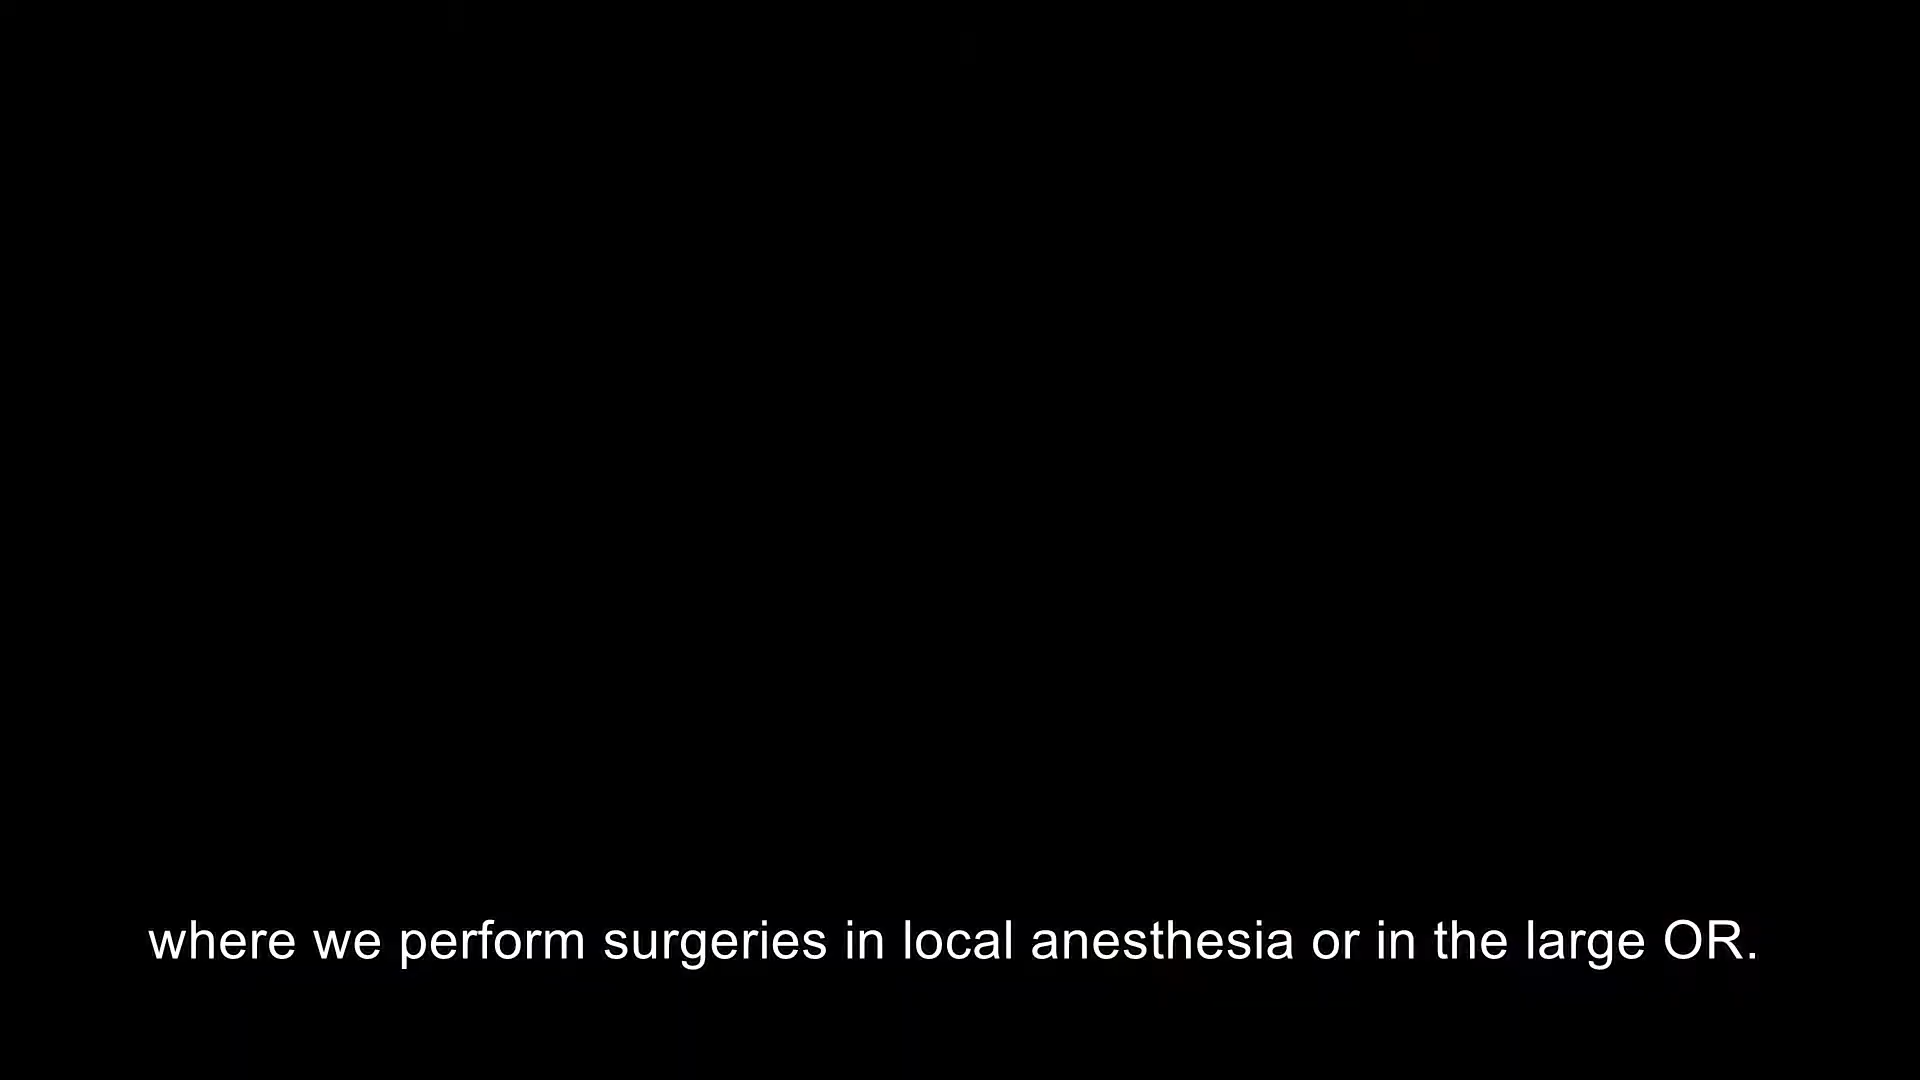 where we perform surgeries in local anesthesia or in the large OR.